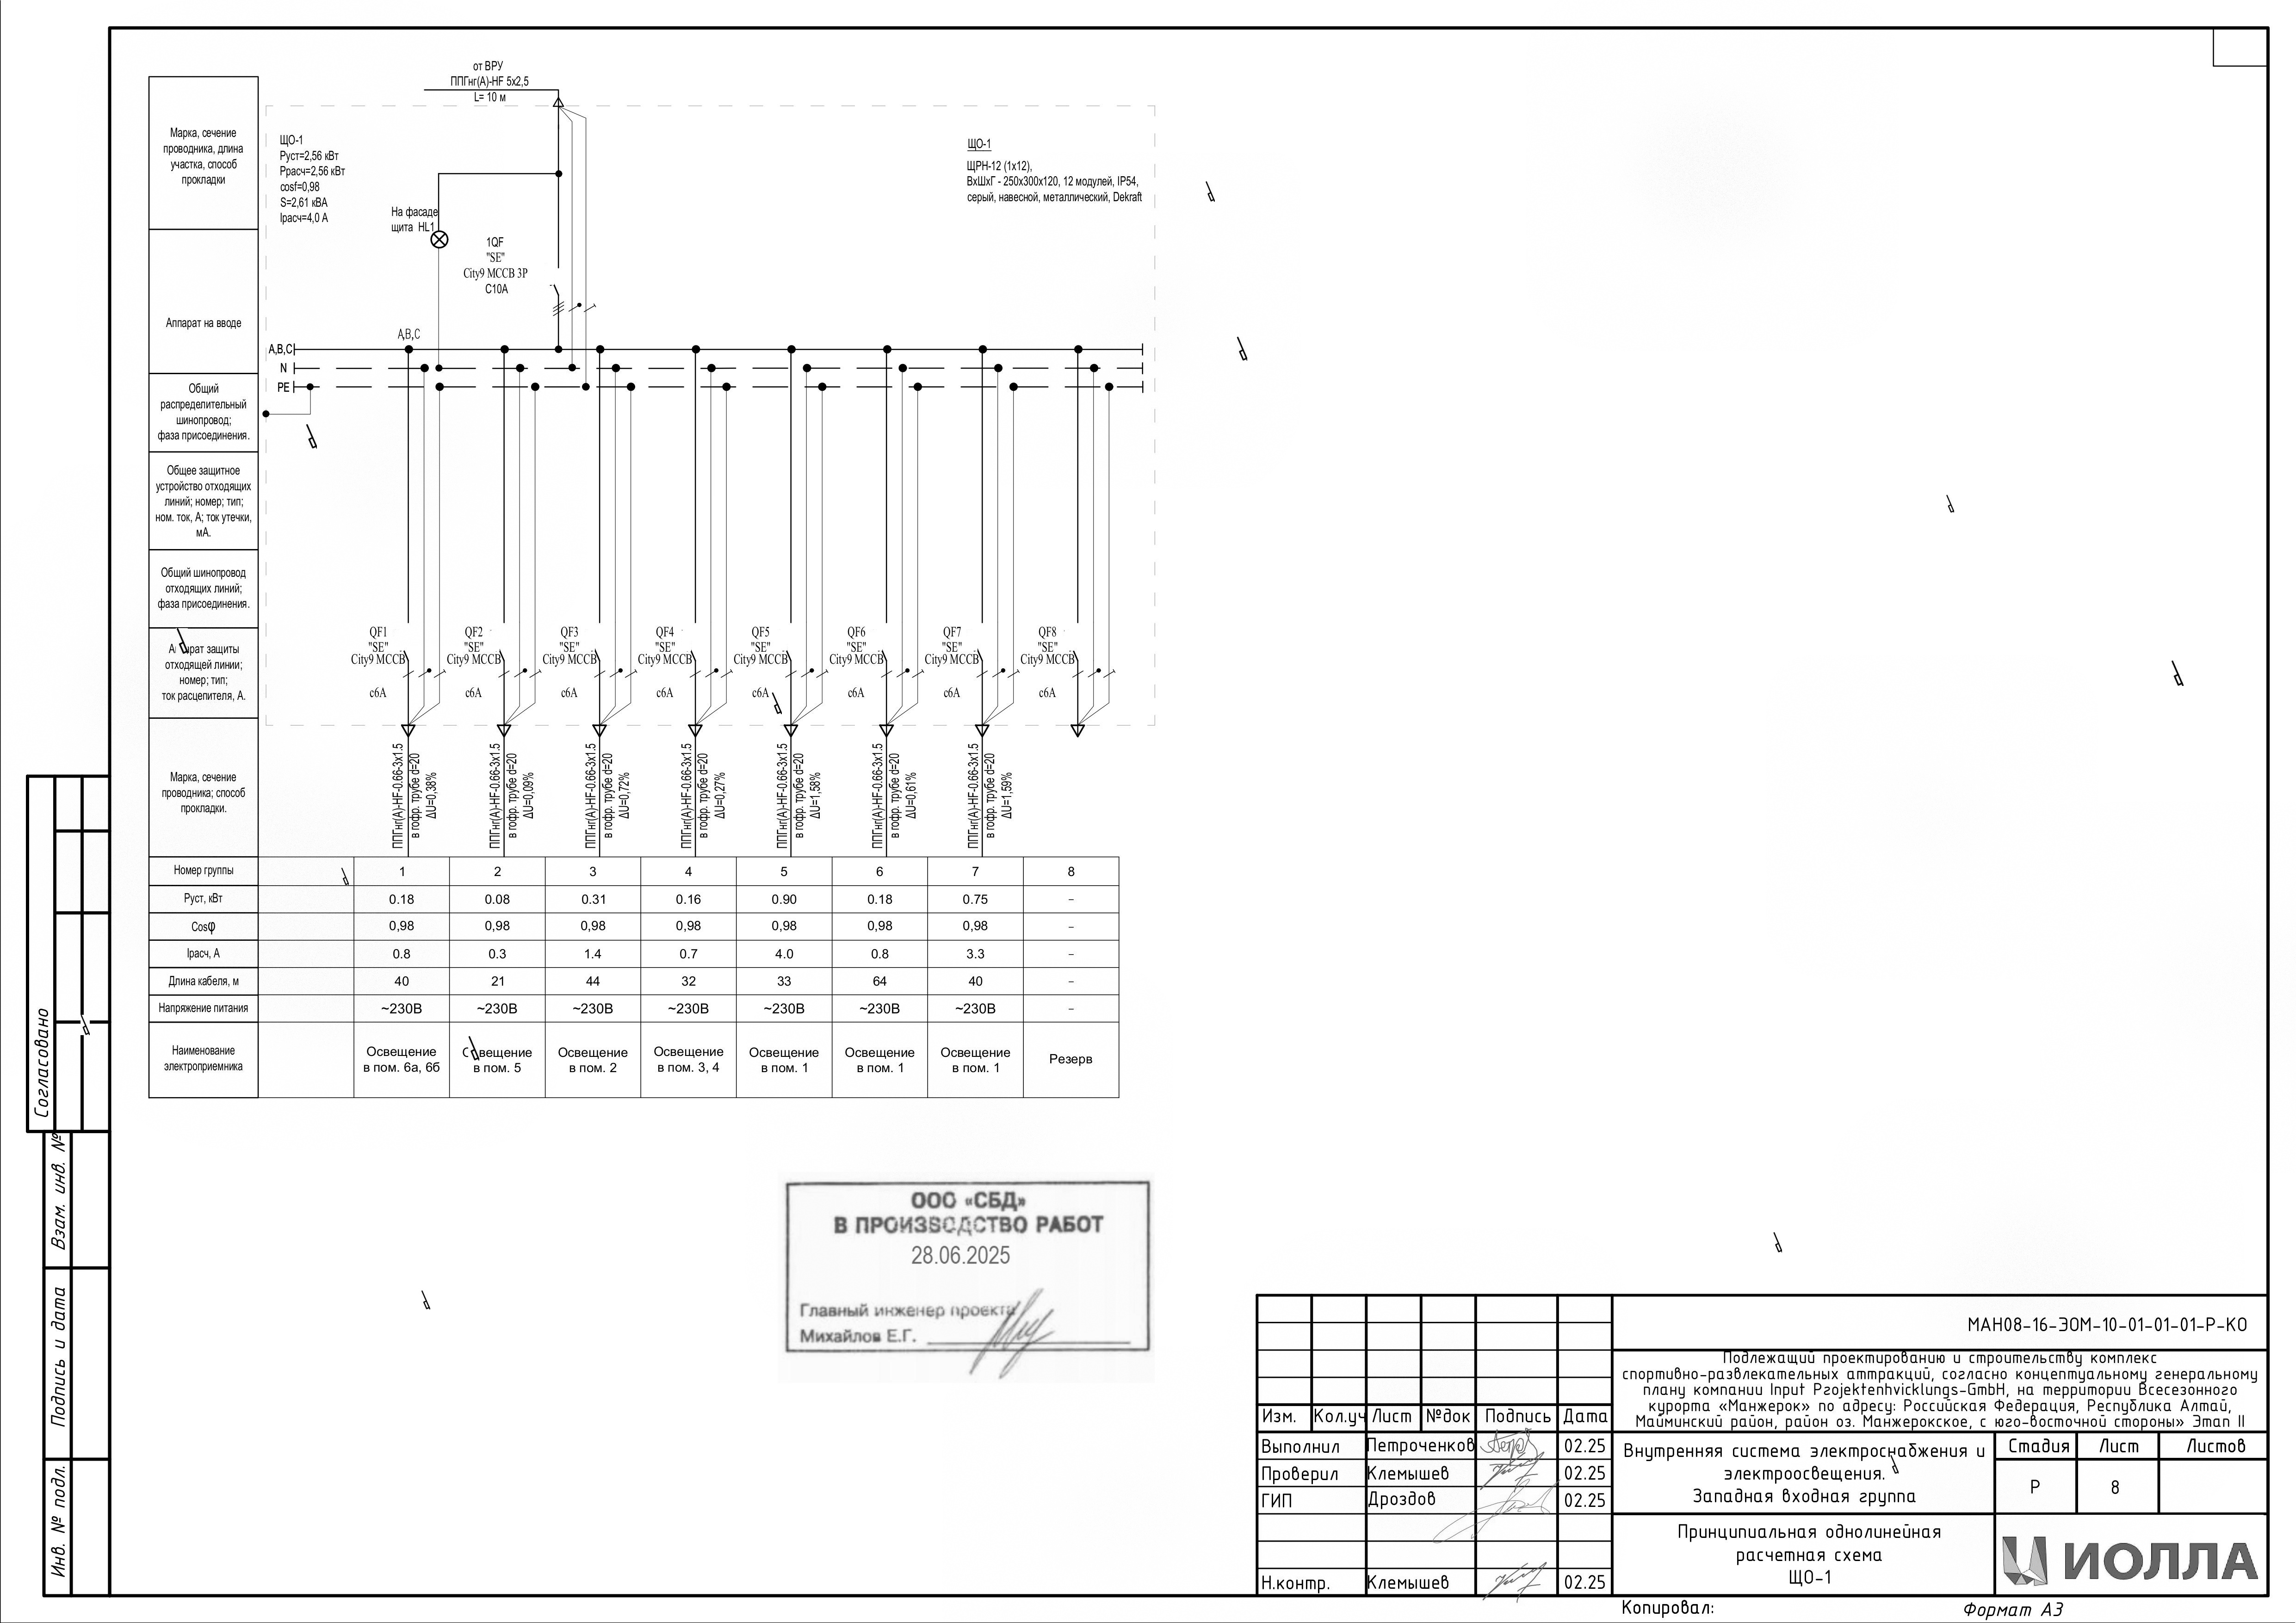 от ВРУ
ППГнг(А)-HF 5х2,5
L= 10 м
Марка, сечение
проводника, длина
участка, способ
прокладки
ЩО-1
Руст=2,56 кВт
Ррасч=2,56 кВт
cosf=0,98
S=2,61 кВА
Iрасч=4,0 А
ЩО-1
ЩРН-12 (1х12),
ВхШхГ - 250х300х120, 12 модулей, IP54,
серый, навесной, металлический, Dekraft
На фасаде
щита HL1
1QF
"SE"
City9 MCCB 3P
C10A
Аппарат на вводе
A,B,C
A,B,C
N
PE
Общий
распределительный
шинопровод;
фаза присоединения.
Общее защитное
устройство отходящих
линий; номер; тип;
ном. ток, А; ток утечки,
мА.
Общий шинопровод
отходящих линий;
фаза присоединения.
Аппарат защиты
отходящей линии;
номер; тип;
ток расцепителя, А.
QF1 QF2 QF3 QF4 QF5 QF6 QF7 QF8
"SE" "SE" "SE" "SE" "SE" "SE" "SE" "SE"
City9 MCCB City9 MCCB City9 MCCB City9 MCCB City9 MCCB City9 MCCB City9 MCCB City9 MCCB
c6A c6A c6A c6A c6A c6A c6A c6A
Марка, сечение
проводника; способ
прокладки.
ППГнг(А)-HF-0.66-3х1.5
в гофр. трубе d=20
ΔU=0,38%
ППГнг(А)-HF-0.66-3х1.5
в гофр. трубе d=20
ΔU=0,09%
ППГнг(А)-HF-0.66-3х1.5
в гофр. трубе d=20
ΔU=0,72%
ППГнг(А)-HF-0.66-3х1.5
в гофр. трубе d=20
ΔU=0,27%
ППГнг(А)-HF-0.66-3х1.5
в гофр. трубе d=20
ΔU=1,58%
ППГнг(А)-HF-0.66-3х1.5
в гофр. трубе d=20
ΔU=0,61%
ППГнг(А)-HF-0.66-3х1.5
в гофр. трубе d=20
ΔU=1,59%
Номер группы 1 2 3 4 5 6 7 8
Руст, кВт 0.18 0.08 0.31 0.16 0.90 0.18 0.75 –
Cosφ 0,98 0,98 0,98 0,98 0,98 0,98 0,98 –
Iрасч, А 0.8 0.3 1.4 0.7 4.0 0.8 3.3 –
Длина кабеля, м 40 21 44 32 33 64 40 –
Напряжение питания ~230В ~230В ~230В ~230В ~230В ~230В ~230В –
Наименование
электроприемника
Освещение
в пом. 6а, 6б
Освещение
в пом. 5
Освещение
в пом. 2
Освещение
в пом. 3, 4
Освещение
в пом. 1
Освещение
в пом. 1
Освещение
в пом. 1
Резерв
ООО «СБД»
В ПРОИЗВОДСТВО РАБОТ
28.06.2025
Главный инженер проекта
Михайлов Е.Г.
Согласовано
Взам. инв. №
Подпись и дата
Инв. № подл.
МАН08-16-ЭОМ-10-01-01-01-Р-КО
Подлежащий проектированию и строительству комплекс
спортивно-развлекательных аттракций, согласно концептуальному генеральному
плану компании Input Projektenhvicklungs-GmbH, на территории Всесезонного
курорта «Манжерок» по адресу: Российская Федерация, Республика Алтай,
Майминский район, район оз. Манжерокское, с юго-восточной стороны» Этап II
Изм. Кол.уч Лист №док Подпись Дата
Выполнил Петроченков 02.25
Проверил Клемышев 02.25
ГИП Дроздов 02.25
Н.контр. Клемышев 02.25
Внутренняя система электроснабжения и
электроосвещения.
Западная входная группа
Стадия Лист Листов
Р 8
Принципиальная однолинейная
расчетная схема
ЩО-1
ИОЛЛА
Копировал:
Формат А3